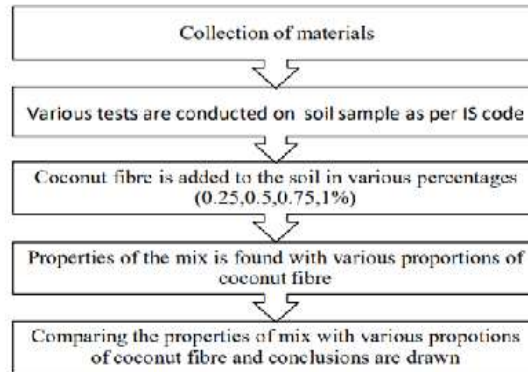 Collection of materials
Various tests are conducted on soil sample as per IS code
Coconut fibre is added to the soil in various percentages
(0.25,0.5,0.75,1%)
Properties of the mix is found with various proportions of
coconut fibre
Comparing the properties of mix with various propotions
of coconut fibre and conclusions are drawn